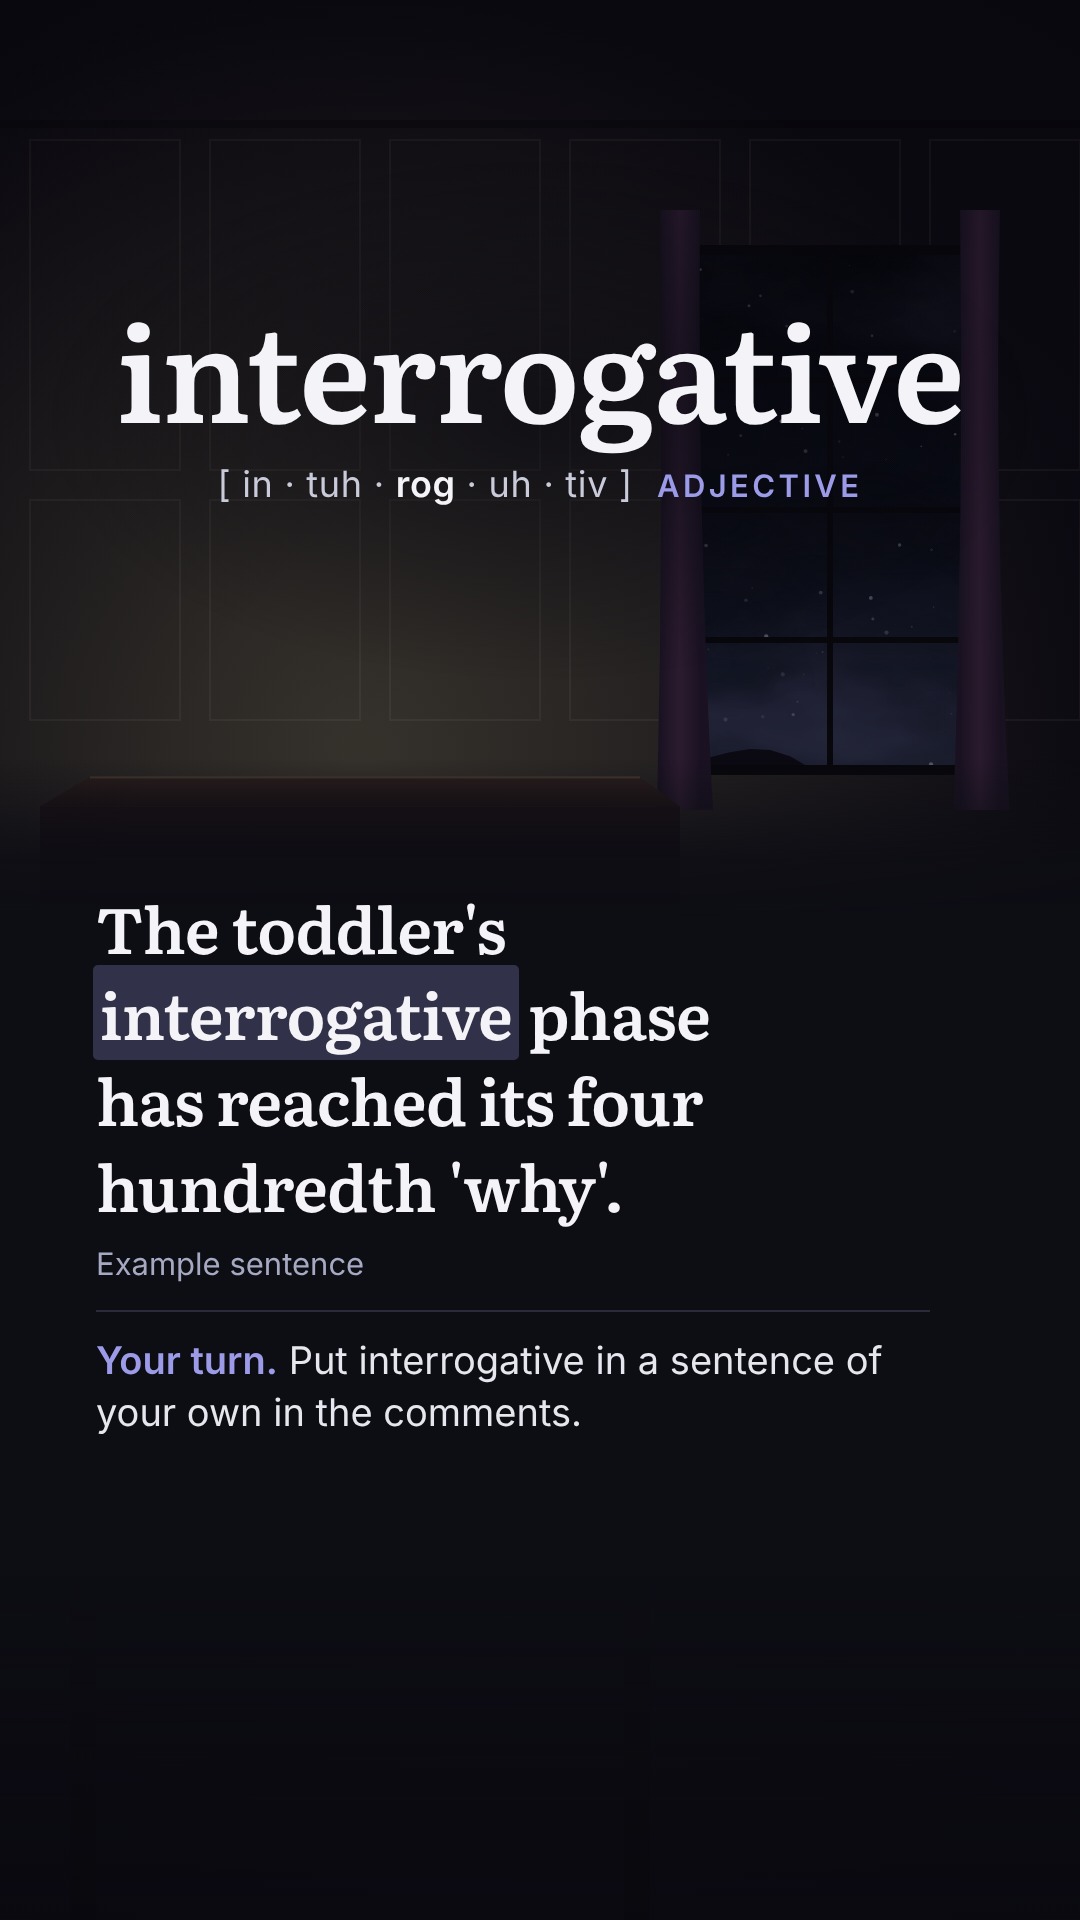 interrogative
[ in · tuh · rog · uh · tiv ] ADJECTIVE
The toddler's
interrogative phase
has reached its four
hundredth 'why'.
Example sentence
Your turn. Put interrogative in a sentence of
your own in the comments.